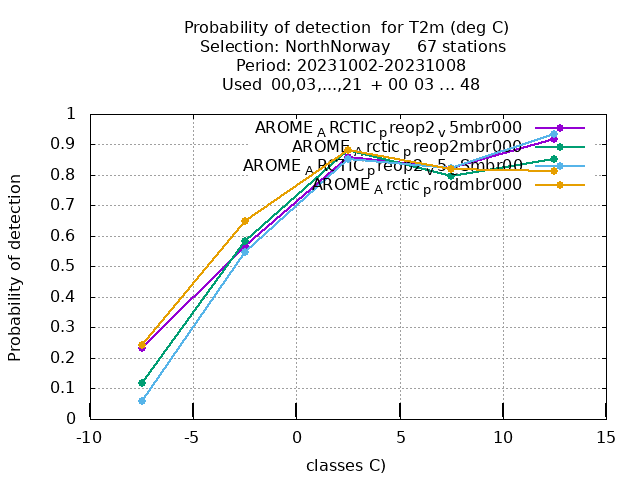 Probability of detection for T2m (deg C)
Selection: NorthNorway 67 stations
Period: 20231002-20231008
Used 00,03,...,21 + 00 03 ... 48
AROME_ARCTIC_preop2_v5mbr000
AROME_Arctic_preop2mbr000
AROME_ARCTIC_preop2_v5
AROME_Arctic_prodmbr000
Probability of detection
1
0.9
0.8
0.7
0.6
0.5
0.4
0.3
0.2
0.1
0
-10
-5
0
5
10
15
classes C)